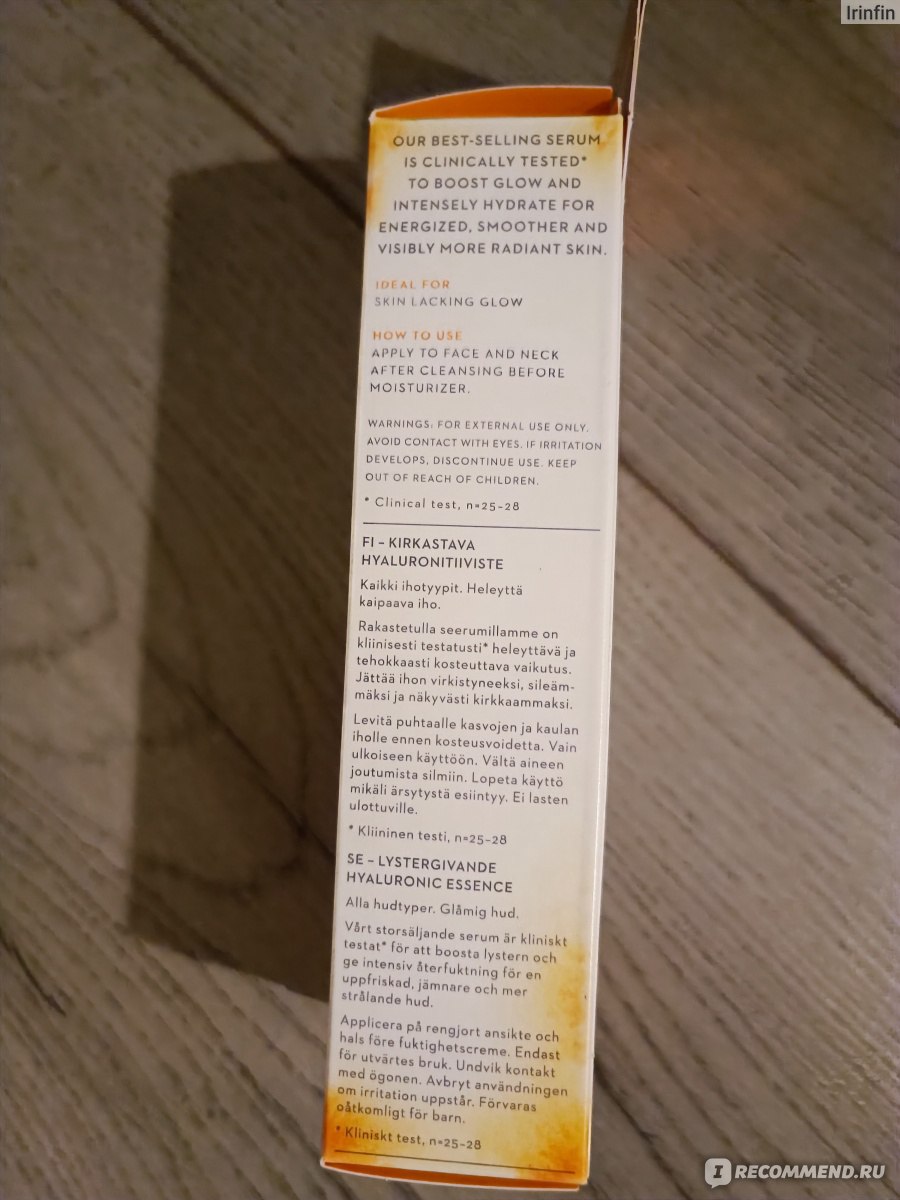 Irinfin
OUR BEST-SELLING SERUM
IS CLINICALLY TESTED*
TO BOOST GLOW AND
INTENSELY HYDRATE FOR
ENERGIZED, SMOOTHER AND
VISIBLY MORE RADIANT SKIN.
IDEAL FOR
SKIN LACKING GLOW
HOW TO USE
APPLY TO FACE AND NECK
AFTER CLEANSING BEFORE
MOISTURIZER.
WARNINGS: FOR EXTERNAL USE ONLY.
AVOID CONTACT WITH EYES. IF IRRITATION
DEVELOPS, DISCONTINUE USE. KEEP
OUT OF REACH OF CHILDREN.
* Clinical test, n=25-28
FI – KIRKASTAVA
HYALURONITIIVISTE
Kaikki ihotyypit. Heleyttä
kaipaava iho.
Rakastetulla seerumillamme on
kliinisesti testatusti* heleyttävä ja
tehokkaasti kosteuttava vaikutus.
Jättää ihon virkistyneeksi, sileäm-
mäksi ja näkyvästi kirkkaammaksi.
Levitä puhtaalle kasvojen ja kaulan
iholle ennen kosteusvoidetta. Vain
ulkoiseen käyttöön. Vältä aineen
joutumista silmiin. Lopeta käyttö
mikäli ärsytystä esiintyy. Ei lasten
ulottuville.
* Kliininen testi, n=25-28
SE – LYSTERGIVANDE
HYALURONIC ESSENCE
Alla hudtyper. Glåmig hud.
Vårt storsäljande serum är kliniskt
testat* för att boosta lystern och
ge intensiv återfuktning för en
uppfriskad, jämnare och mer
strålande hud.
Applicera på rengjort ansikte och
hals före fuktighetscreme. Endast
för utvärtes bruk. Undvik kontakt
med ögonen. Avbryt användningen
om irritation uppstår. Förvaras
oåtkomligt för barn.
* Kliniskt test, n=25-28
IRECOMMEND.RU